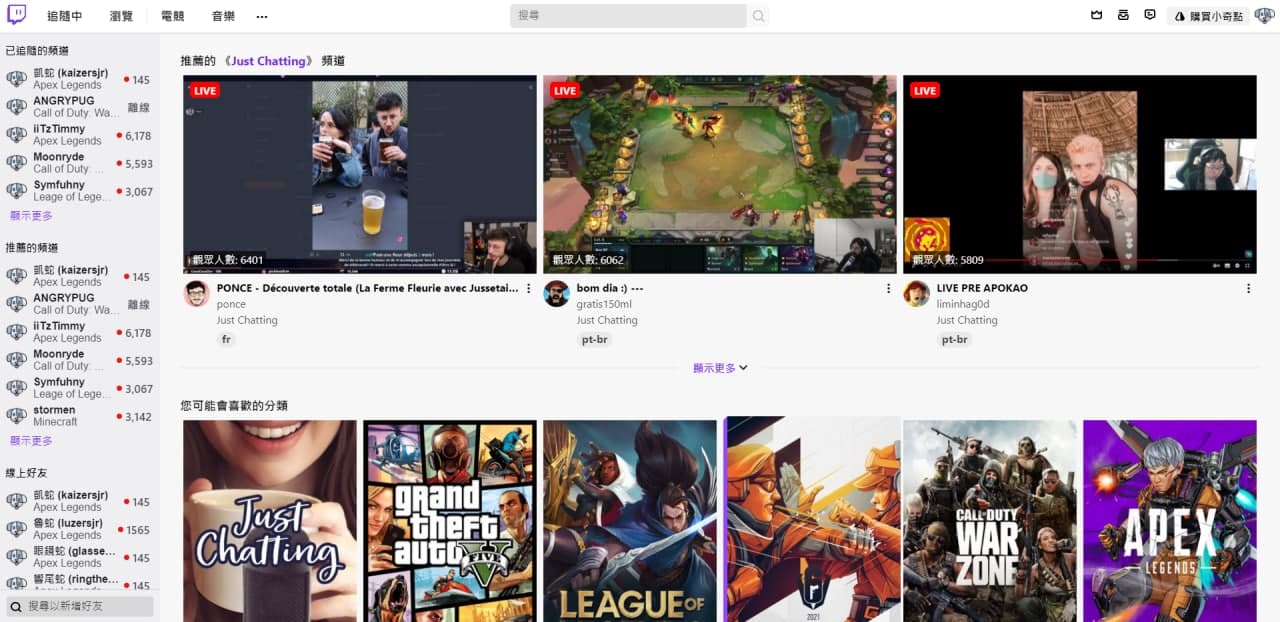 追隨中 瀏覽 電競 音樂 ...
搜尋
購買小奇點
已追隨的頻道
凱蛇 (kaizersjr) 145
Apex Legends
ANGRYPUG 離線
Call of Duty: Wa...
iiTzTimmy 6,178
Apex Legends
Moonryde 5,593
Call of Duty: ...
Symfuhny 3,067
Leage of Lege...
顯示更多
推薦的頻道
凱蛇 (kaizersjr) 145
Apex Legends
ANGRYPUG 離線
Call of Duty: Wa...
iiTzTimmy 6,178
Apex Legends
Moonryde 5,593
Call of Duty: ...
Symfuhny 3,067
Leage of Lege...
stormen 3,142
Minecraft
顯示更多
線上好友
凱蛇 (kaizersjr) 145
Apex Legends
魯蛇 (luzersjr) 1565
Apex Legends
眼鏡蛇 (glasse... 145
Apex Legends
響尾蛇 (ringthe... 145
搜尋以新增好友
推薦的 《Just Chatting》 頻道
LIVE
觀眾人數: 6401
PONCE - Découverte totale (La Ferme Fleurie avec Jussetai...
ponce
Just Chatting
fr
LIVE
觀眾人數: 6062
bom dia :) ---
gratis150ml
Just Chatting
pt-br
LIVE
觀眾人數: 5809
LIVE PRE APOKAO
liminhag0d
Just Chatting
pt-br
顯示更多
您可能會喜歡的分類
Just Chatting
grand theft auto V
LEAGUE OF
2021
CALL OF DUTY
WAR ZONE
APEX
LEGENDS